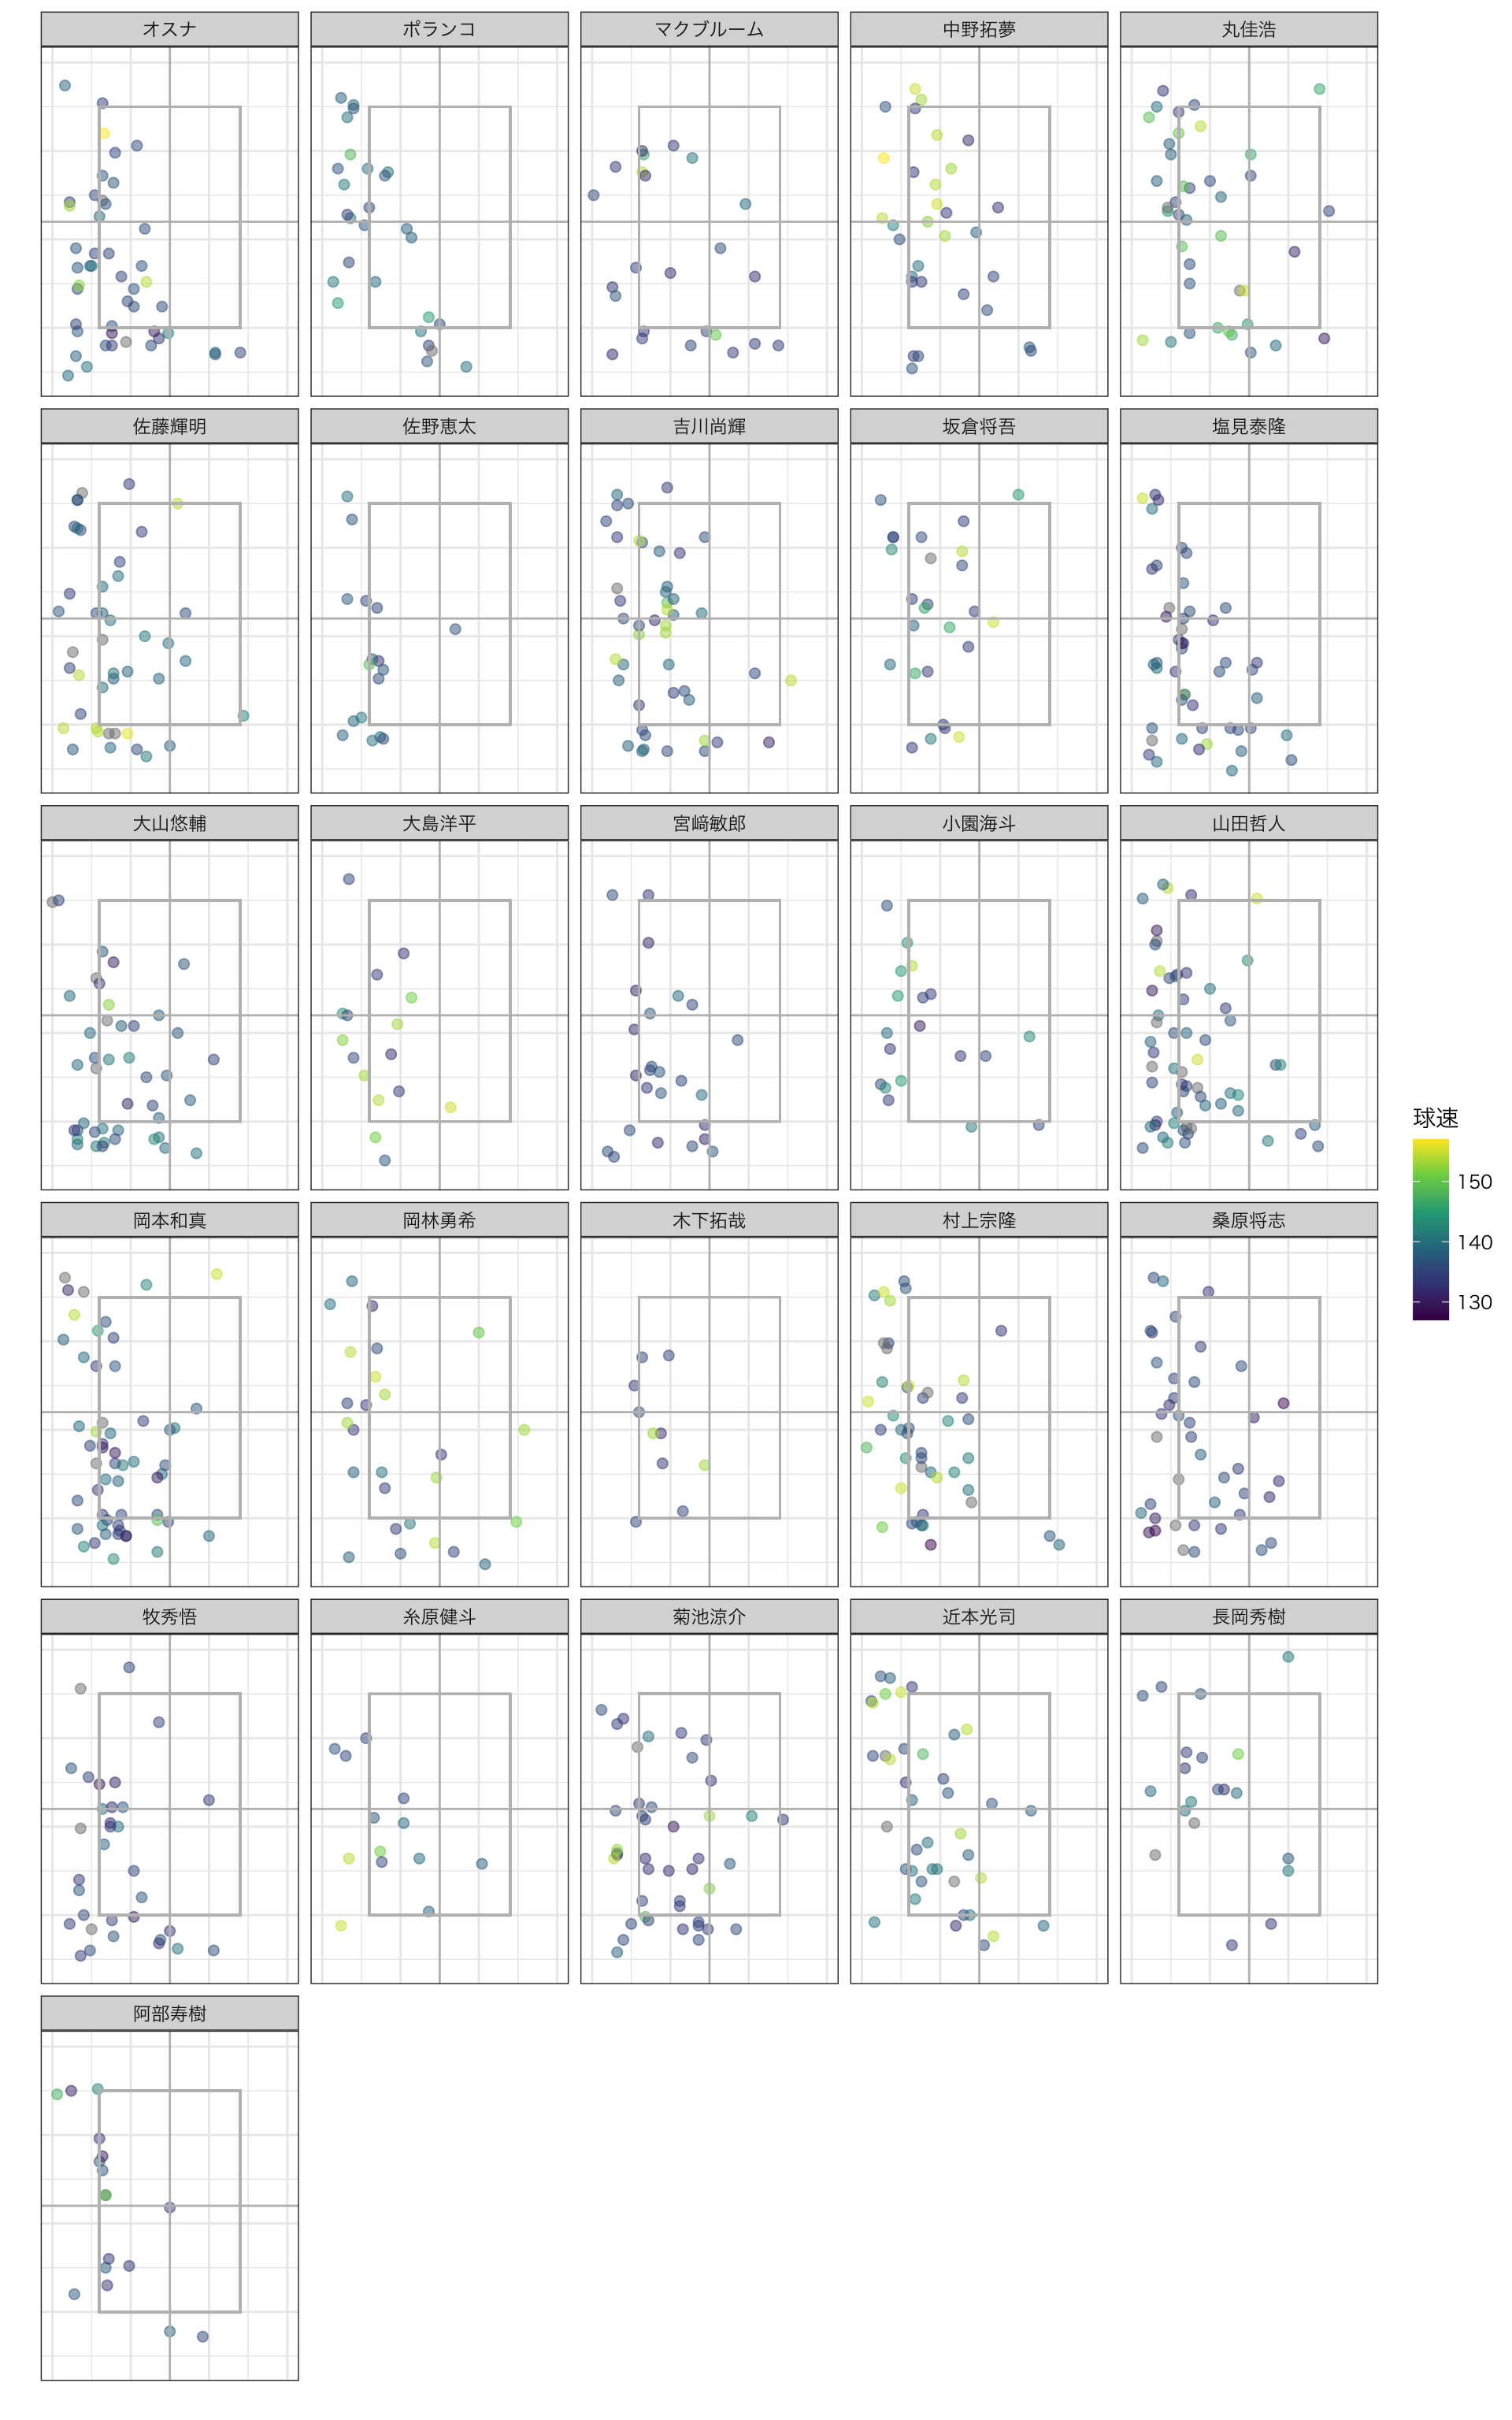 オスナ
ポランコ
マクブルーム
中野拓夢
丸佳浩
佐藤輝明
佐野恵太
吉川尚輝
坂倉将吾
塩見泰隆
大山悠輔
大島洋平
宮﨑敏郎
小園海斗
山田哲人
岡本和真
岡林勇希
木下拓哉
村上宗隆
桑原将志
牧秀悟
糸原健斗
菊池涼介
近本光司
長岡秀樹
阿部寿樹
球速
150
140
130